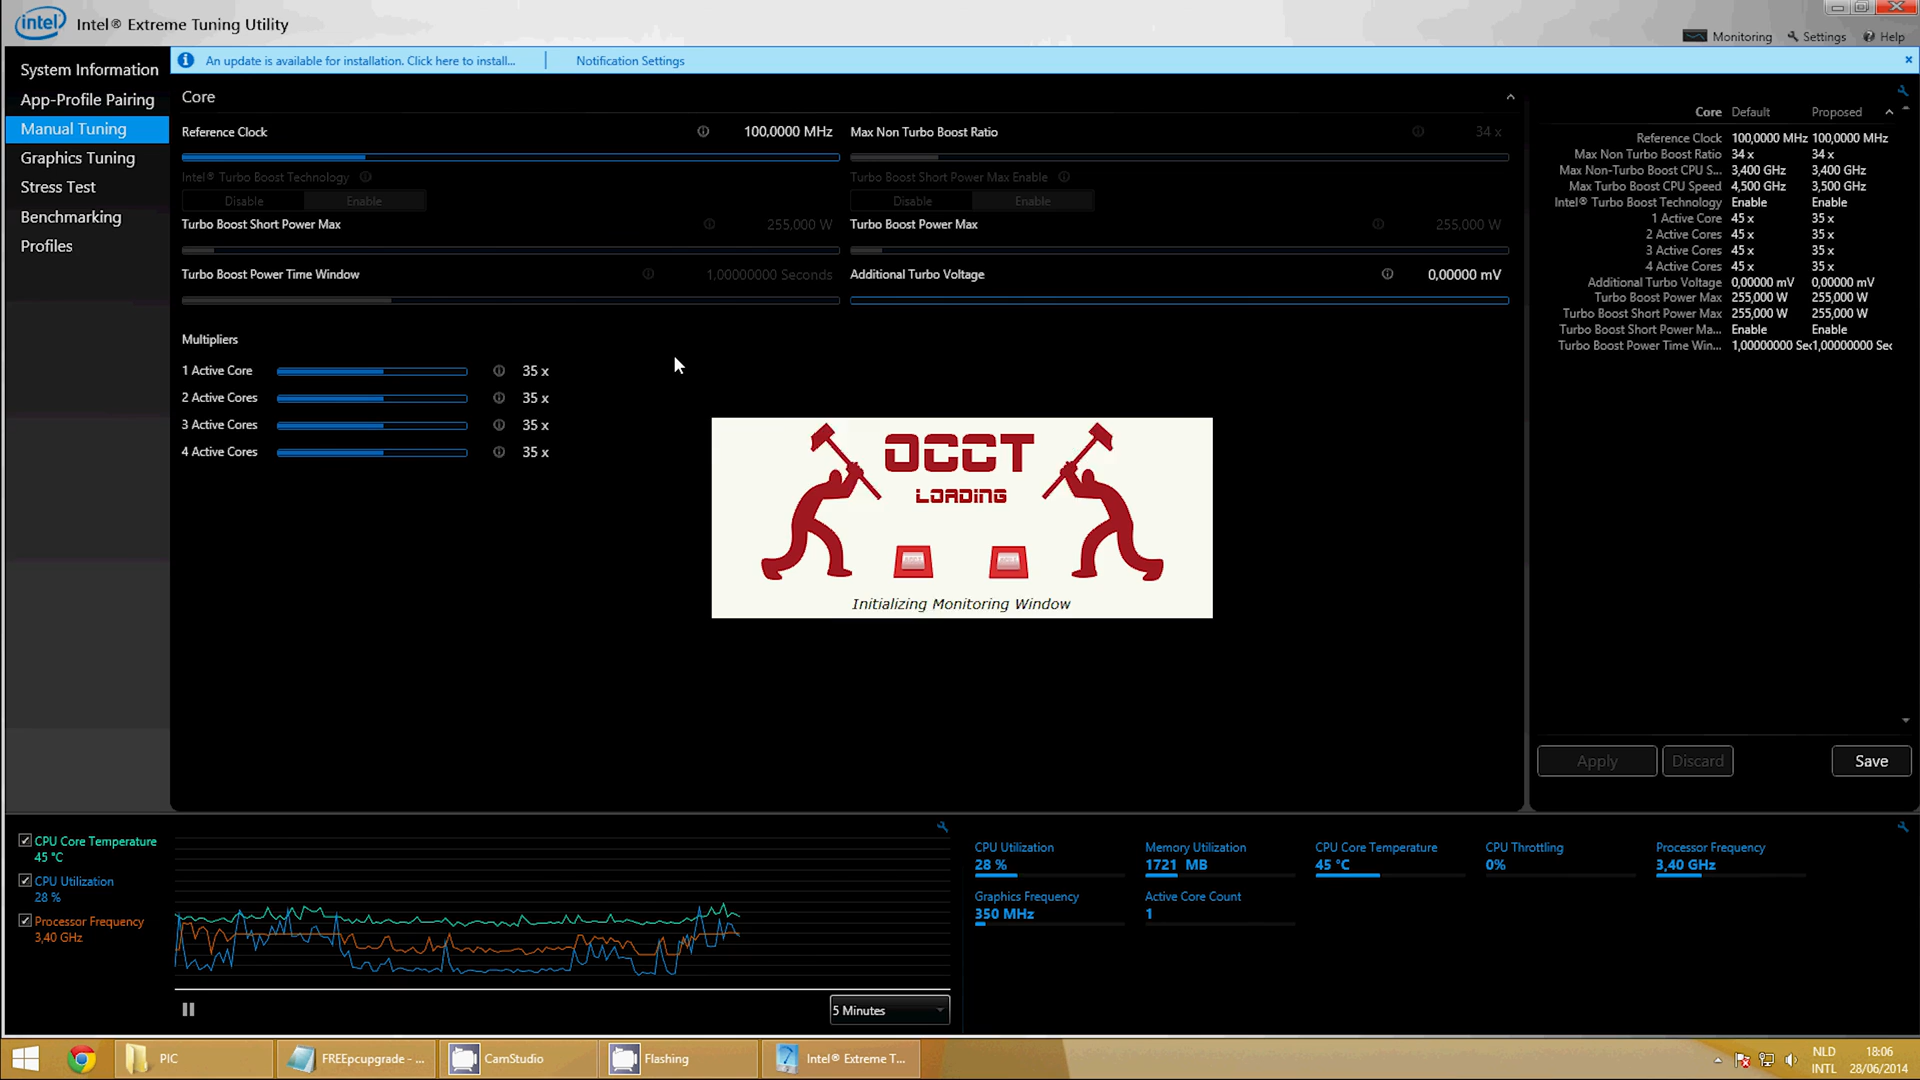 intel Intel® Extreme Tuning Utility
Monitoring Settings Help
An update is available for installation. Click here to install... Notification Settings
System Information
App-Profile Pairing
Manual Tuning
Graphics Tuning
Stress Test
Benchmarking
Profiles
Core
Reference Clock 100,0000 MHz
Max Non Turbo Boost Ratio 34 x
Intel® Turbo Boost Technology
Disable Enable
Turbo Boost Short Power Max Enable
Disable Enable
Turbo Boost Short Power Max 255,000 W
Turbo Boost Power Max 255,000 W
Turbo Boost Power Time Window 1,00000000 Seconds
Additional Turbo Voltage 0,00000 mV
Multipliers
1 Active Core 35 x
2 Active Cores 35 x
3 Active Cores 35 x
4 Active Cores 35 x
OCCT
LOADING
Initializing Monitoring Window
Core Default Proposed
Reference Clock 100,0000 MHz 100,0000 MHz
Max Non Turbo Boost Ratio 34 x 34 x
Max Non-Turbo Boost CPU S... 3,400 GHz 3,400 GHz
Max Turbo Boost CPU Speed 4,500 GHz 3,500 GHz
Intel® Turbo Boost Technology Enable Enable
1 Active Core 45 x 35 x
2 Active Cores 45 x 35 x
3 Active Cores 45 x 35 x
4 Active Cores 45 x 35 x
Additional Turbo Voltage 0,00000 mV 0,00000 mV
Turbo Boost Power Max 255,000 W 255,000 W
Turbo Boost Short Power Max 255,000 W 255,000 W
Turbo Boost Short Power Ma... Enable Enable
Turbo Boost Power Time Win... 1,00000000 Sec 1,00000000 Sec
Apply Discard Save
CPU Core Temperature
45 °C
CPU Utilization
28 %
Processor Frequency
3,40 GHz
5 Minutes
CPU Utilization
28 %
Memory Utilization
1721 MB
CPU Core Temperature
45 °C
CPU Throttling
0%
Processor Frequency
3,40 GHz
Graphics Frequency
350 MHz
Active Core Count
1
PIC
FREEpcupgrade - ...
CamStudio
Flashing
Intel® Extreme T...
NLD
INTL
18:06
28/06/2014